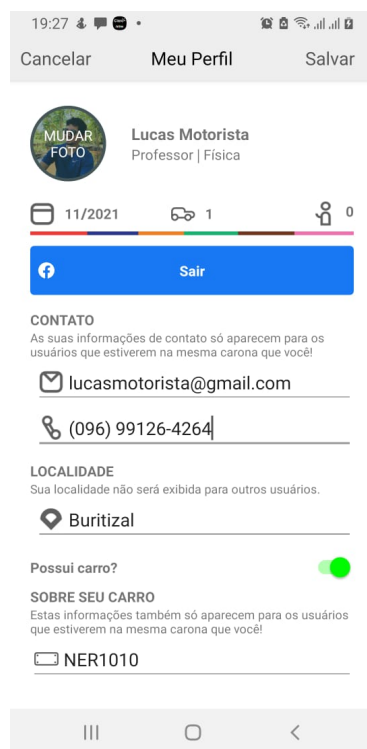 19:27
Cancelar Meu Perfil Salvar
MUDAR
FOTO
Lucas Motorista
Professor | Física
11/2021 1 0
Sair
CONTATO
As suas informações de contato só aparecem para os
usuários que estiverem na mesma carona que você!
lucasmotorista@gmail.com
(096) 99126-4264
LOCALIDADE
Sua localidade não será exibida para outros usuários.
Buritizal
Possui carro?
SOBRE SEU CARRO
Estas informações também só aparecem para os usuários
que estiverem na mesma carona que você!
NER1010